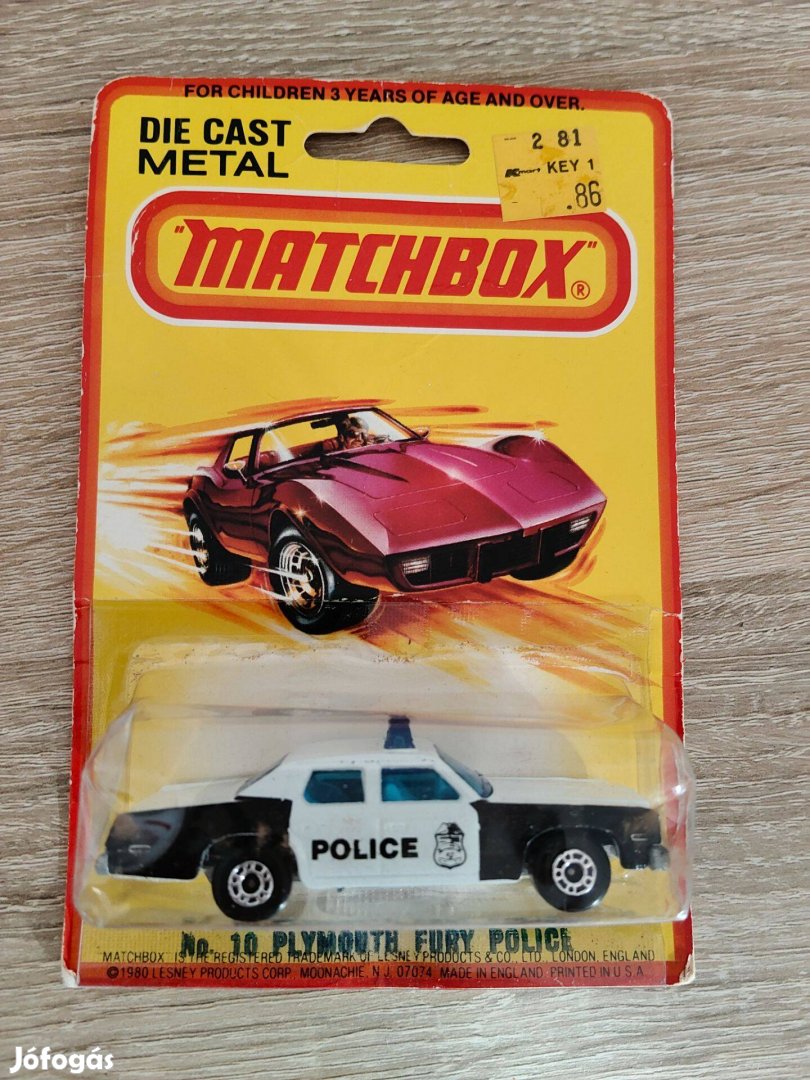 FOR CHILDREN 3 YEARS OF AGE AND OVER.
DIE CAST
METAL
2 81
Kmart KEY 1
.86
"MATCHBOX"®
POLICE
No. 10 PLYMOUTH FURY POLICE
MATCHBOX IS THE REGISTERED TRADEMARK OF LESNEY PRODUCTS & CO. LTD. LONDON, ENGLAND
©1980 LESNEY PRODUCTS CORP. MOONACHIE, N.J. 07074 MADE IN ENGLAND. PRINTED IN U.S.A.
Jófogás